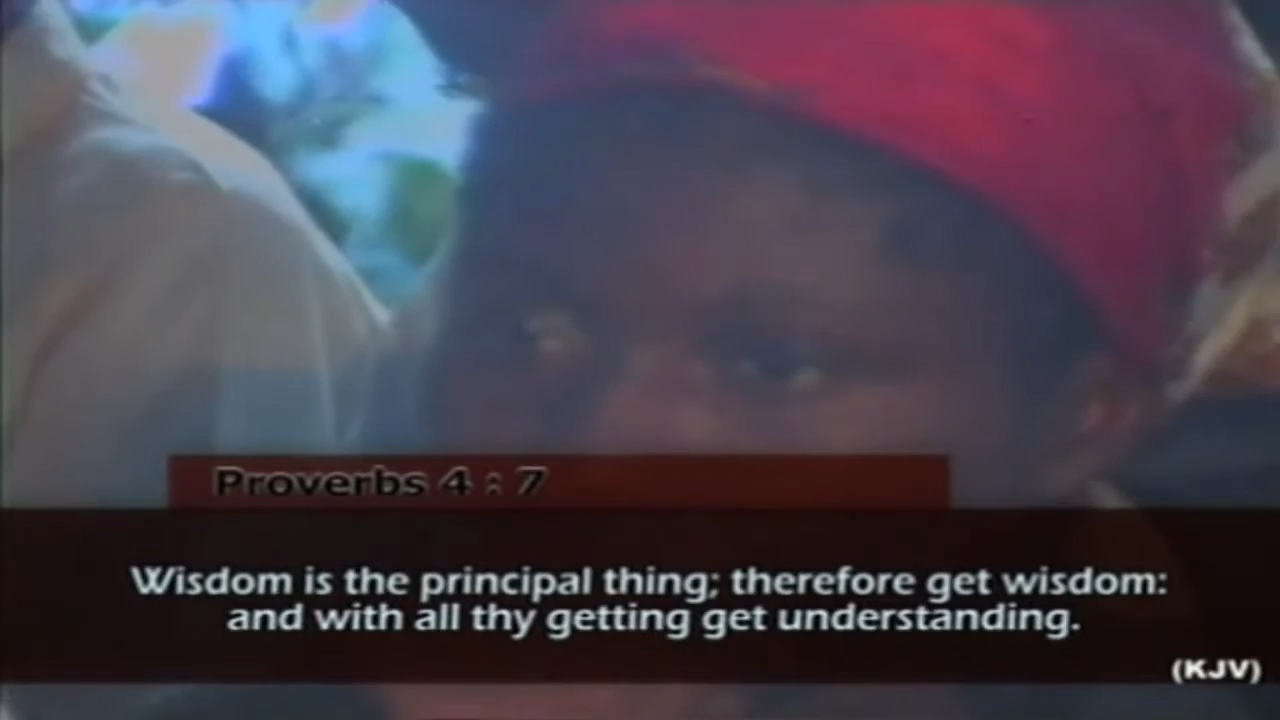 Proverbs 4 : 7
Wisdom is the principal thing; therefore get wisdom:
and with all thy getting get understanding.
(KJV)